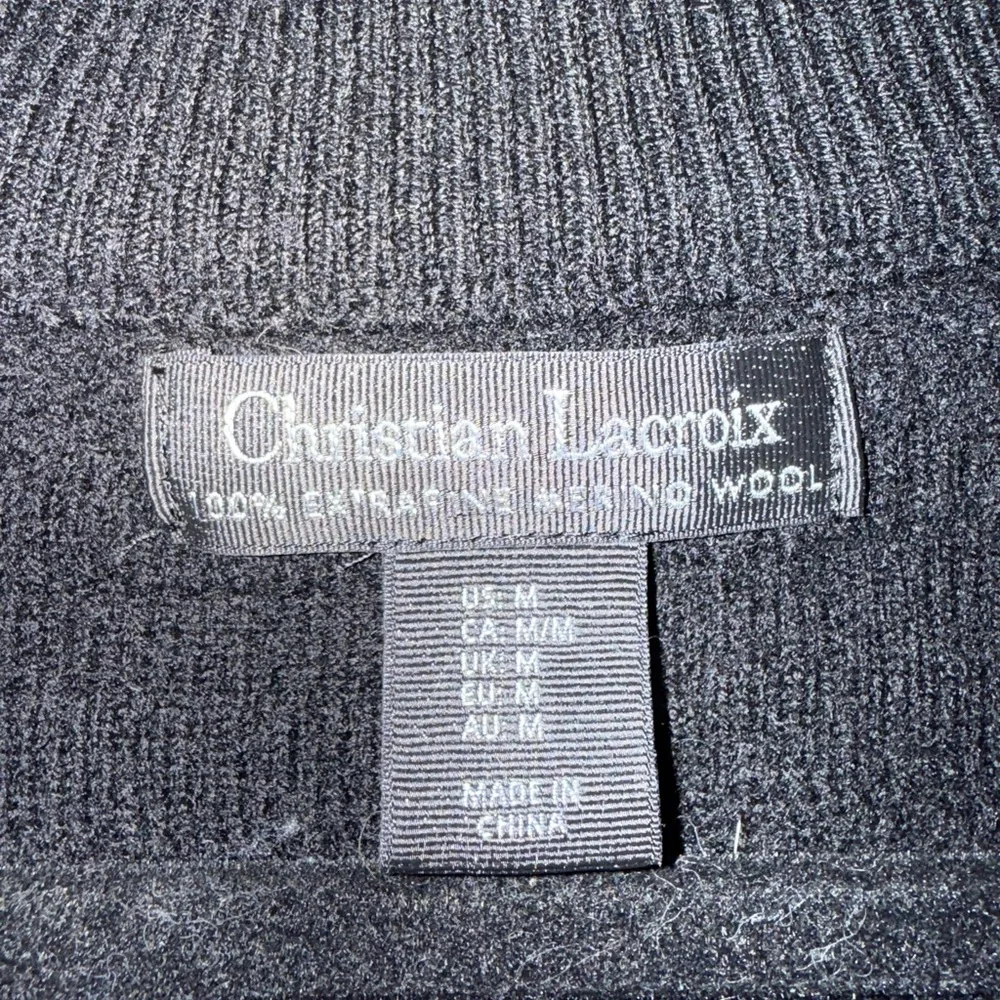 Christian Lacroix
100% EXTRAFINE MERINO WOOL
US: M
CA: M/M
UK: M
EU: M
AU: M
MADE IN
CHINA